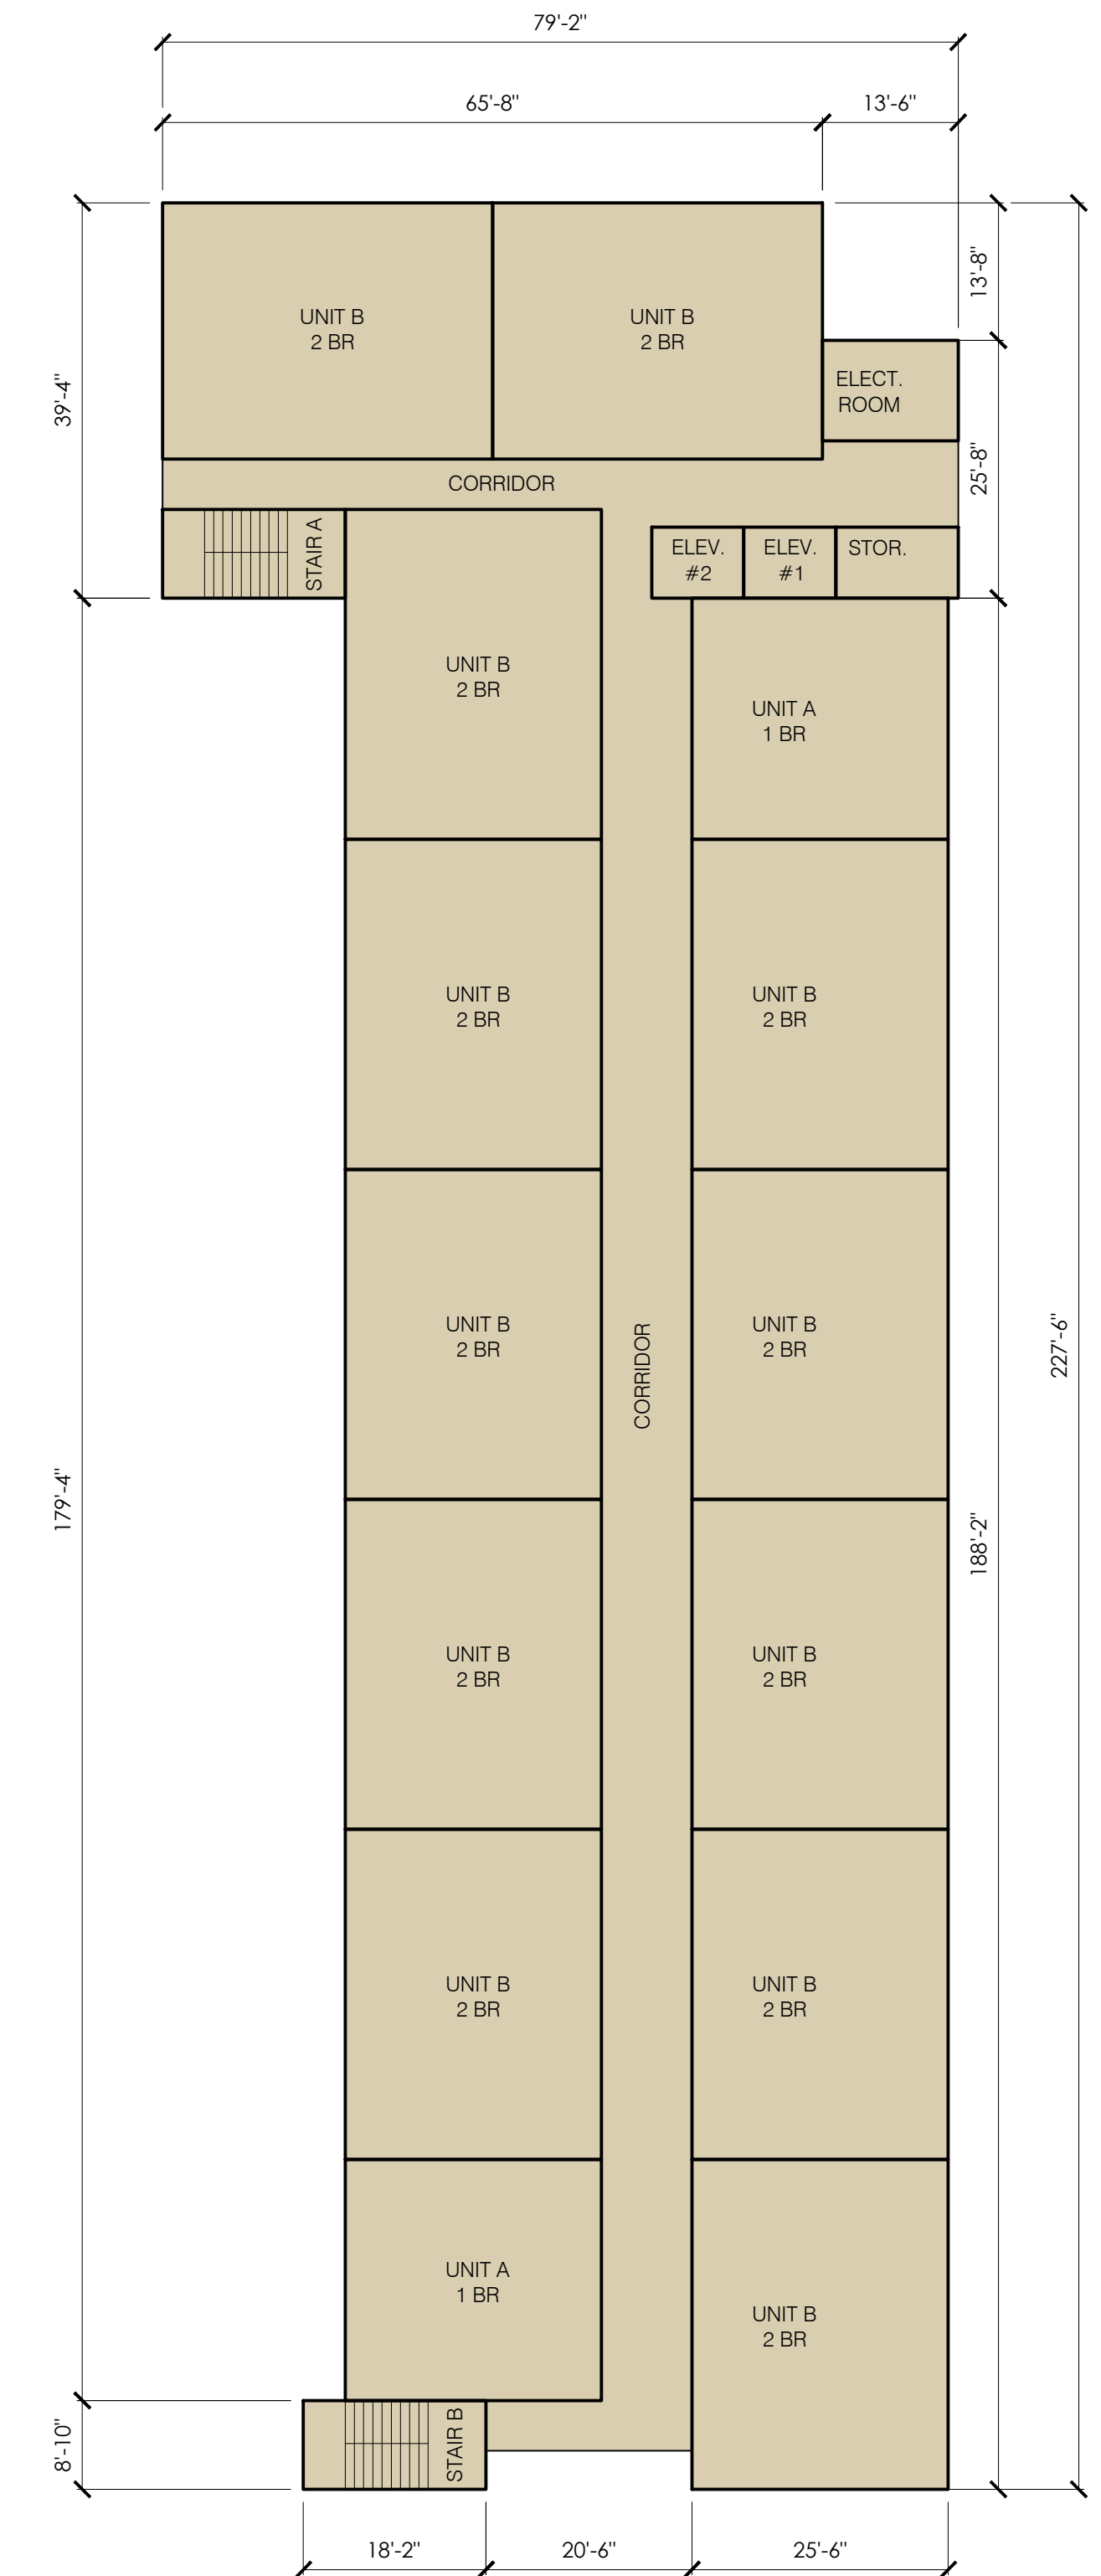 79'-2"
65'-8"
13'-6"
13'-8"
UNIT B
2 BR
UNIT B
2 BR
ELECT.
ROOM
39'-4"
25'-8"
CORRIDOR
STAIR A
ELEV.
#2
ELEV.
#1
STOR.
UNIT B
2 BR
UNIT A
1 BR
UNIT B
2 BR
UNIT B
2 BR
UNIT B
2 BR
UNIT B
2 BR
CORRIDOR
227'-6"
179'-4"
188'-2"
UNIT B
2 BR
UNIT B
2 BR
UNIT B
2 BR
UNIT B
2 BR
UNIT A
1 BR
UNIT B
2 BR
8'-10"
STAIR B
18'-2"
20'-6"
25'-6"